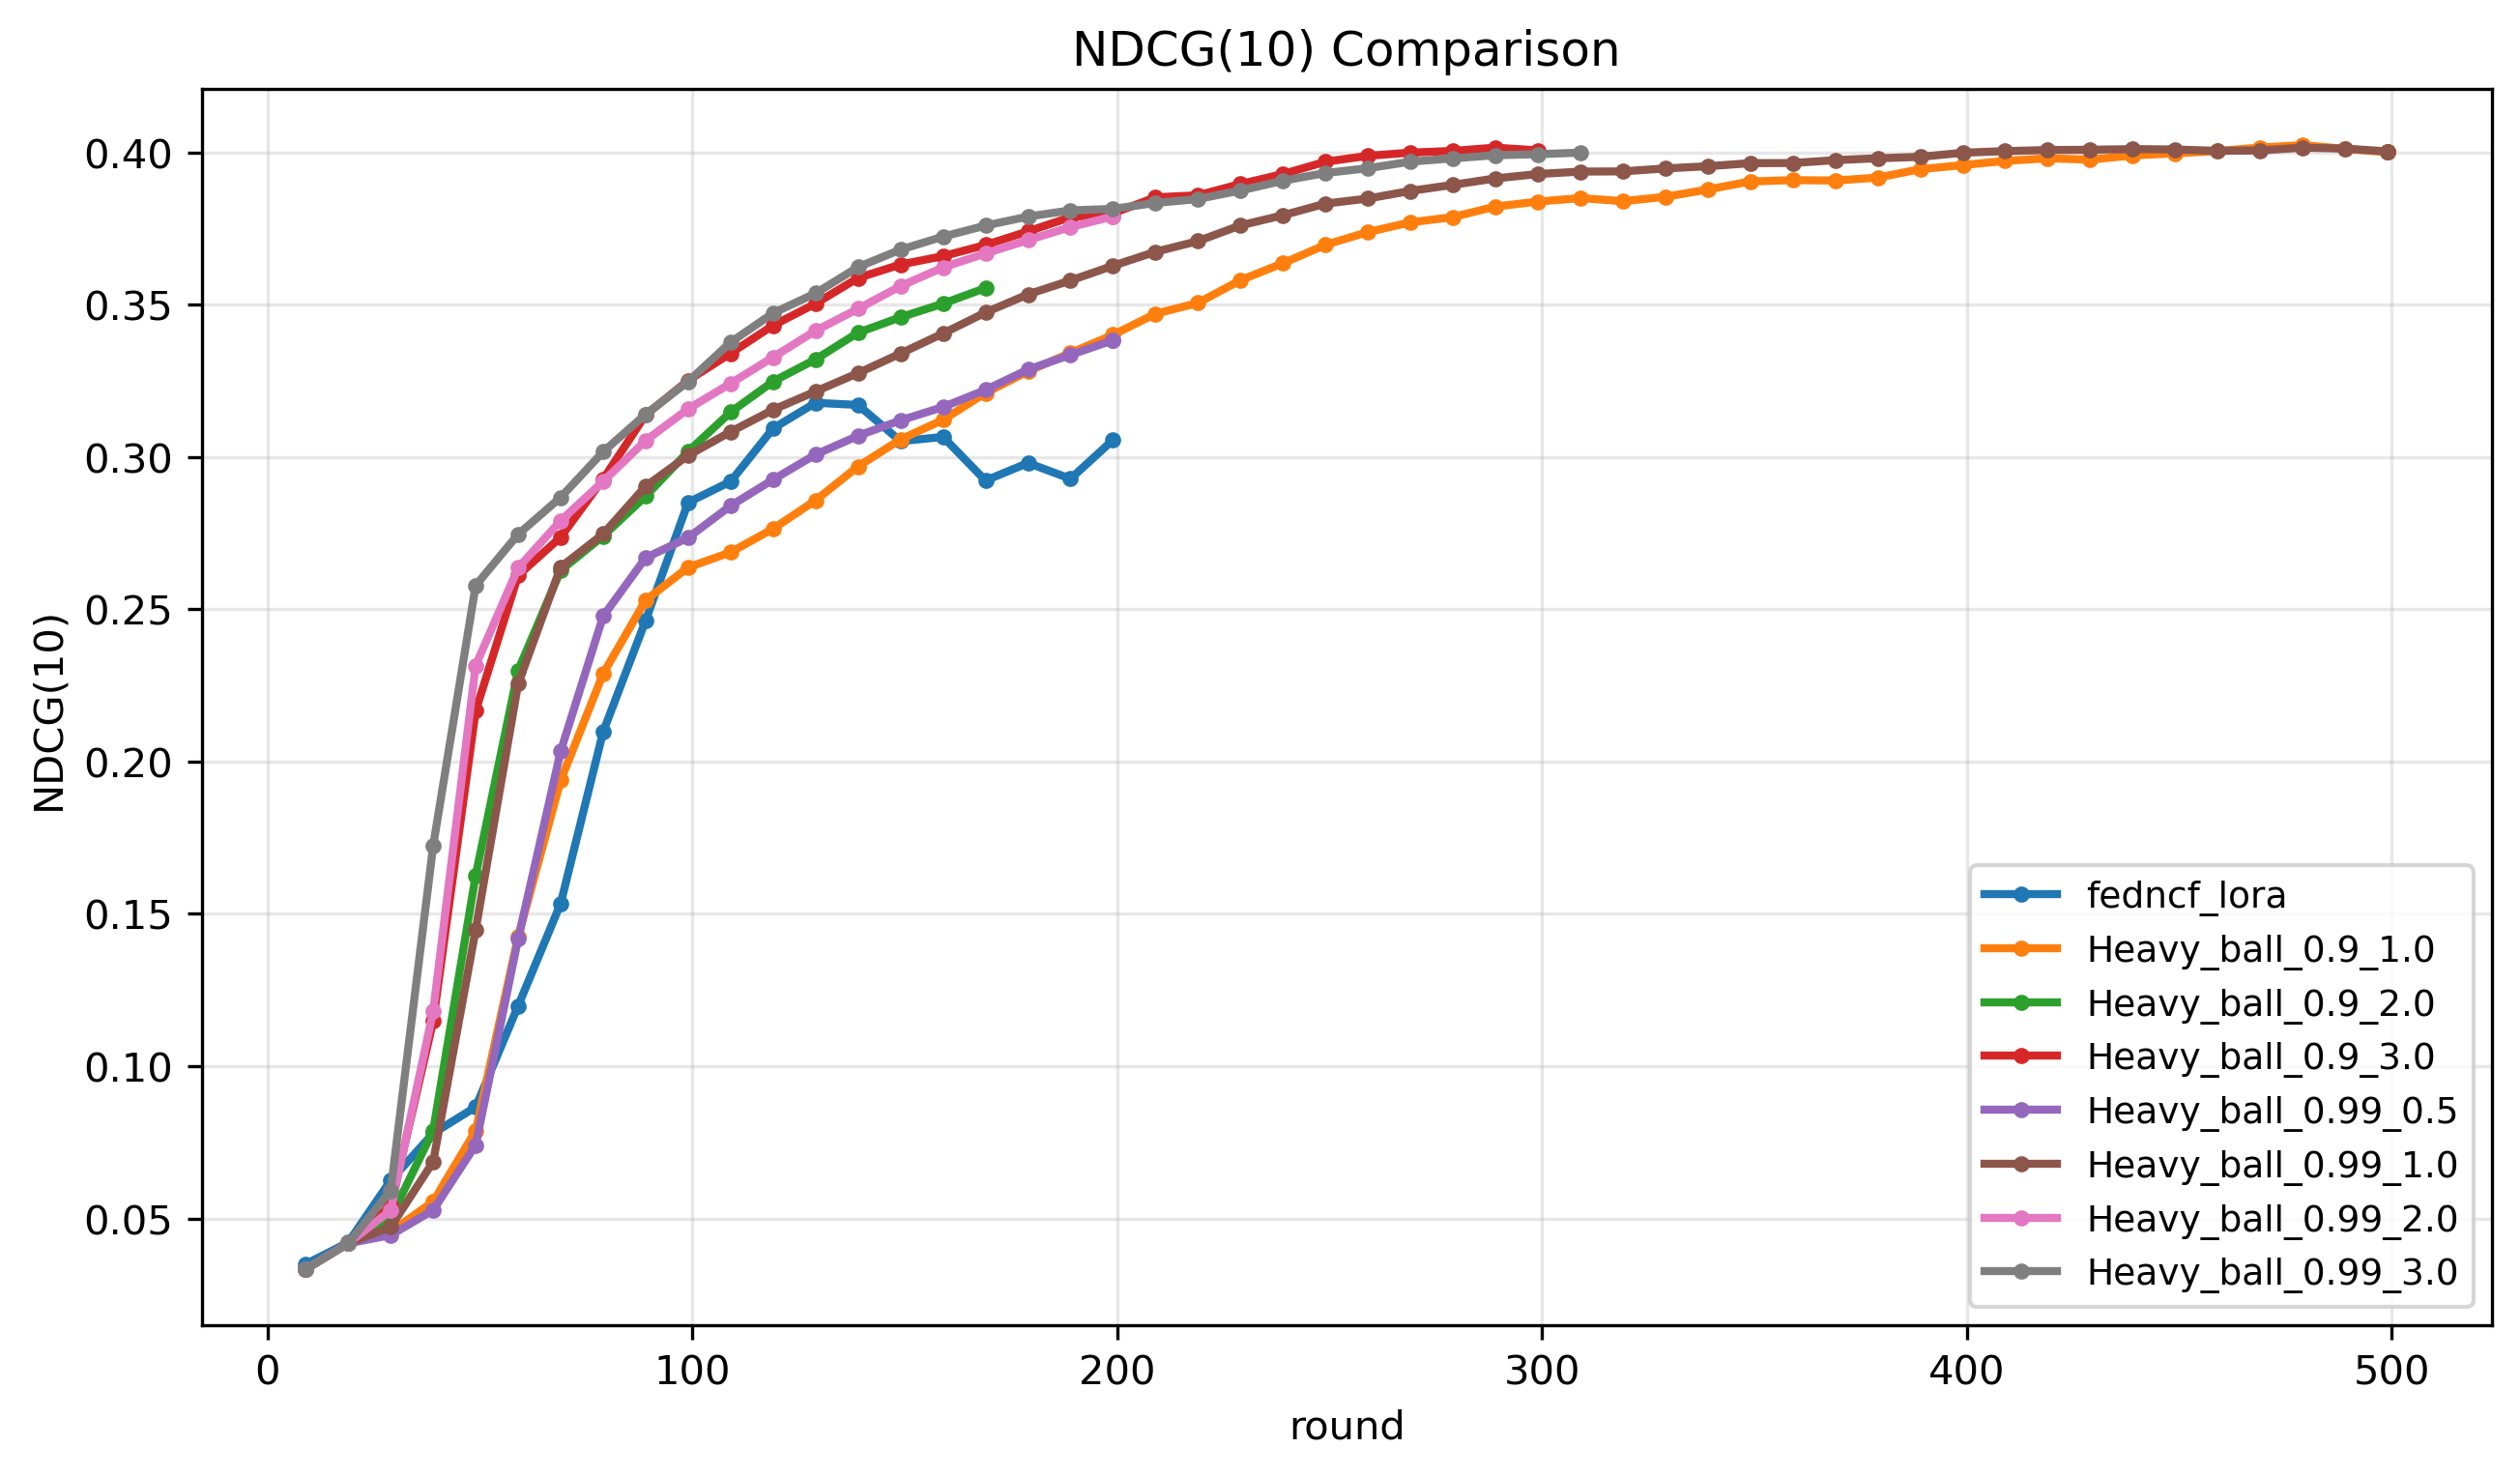 NDCG(10) Comparison
0.40
0.35
0.30
0.25
0.20
0.15
0.10
0.05
NDCG(10)
0 100 200 300 400 500
round
fedncf_lora
Heavy_ball_0.9_1.0
Heavy_ball_0.9_2.0
Heavy_ball_0.9_3.0
Heavy_ball_0.99_0.5
Heavy_ball_0.99_1.0
Heavy_ball_0.99_2.0
Heavy_ball_0.99_3.0